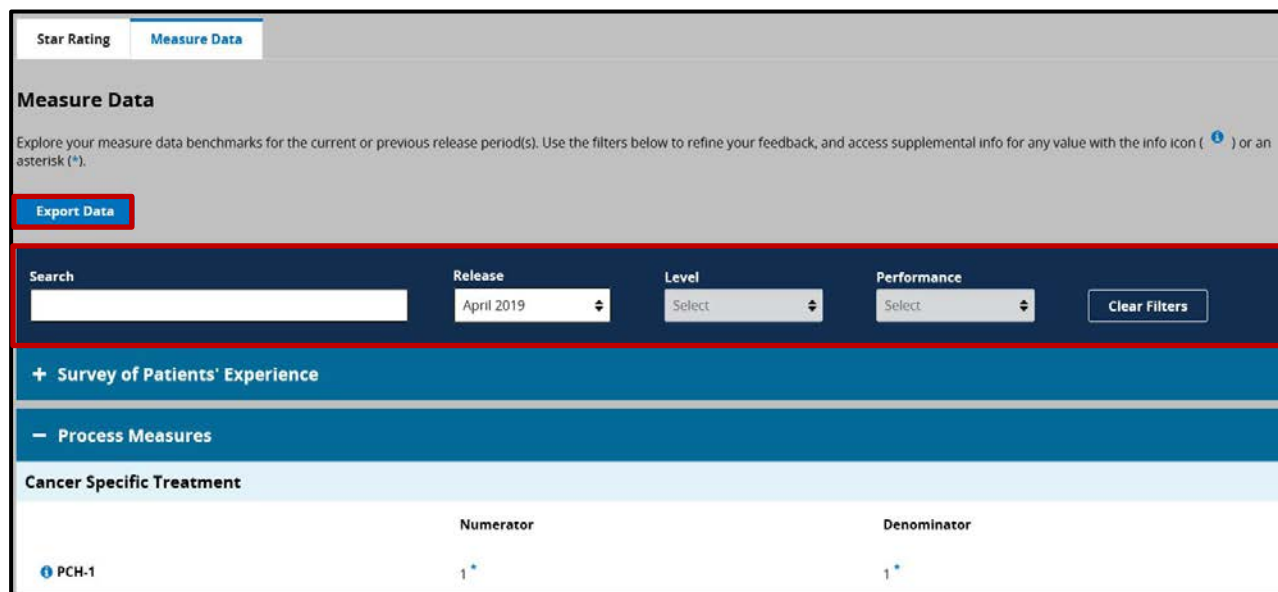 Star Rating Measure Data
Measure Data
Explore your measure data benchmarks for the current or previous release period(s). Use the filters below to refine your feedback, and access supplemental info for any value with the info icon ( ) or an
asterisk (*).
Export Data
Search Release Level Performance
April 2019 Select Select Clear Filters
+ Survey of Patients' Experience
− Process Measures
Cancer Specific Treatment
Numerator Denominator
PCH-1 1 * 1 *